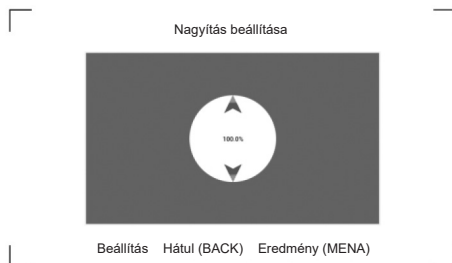 Nagyítás beállítása
100.0%
Beállítás Hátul (BACK) Eredmény (MENA)